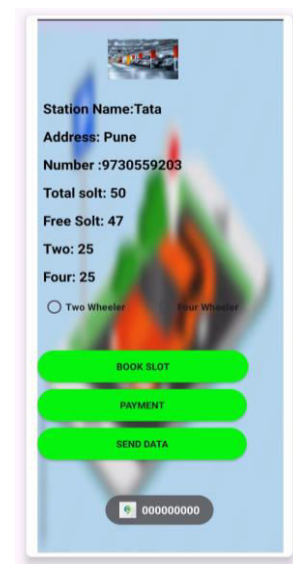 Station Name:Tata
Address: Pune
Number :9730559203
Total solt: 50
Free Solt: 47
Two: 25
Four: 25
Two Wheeler Four Wheeler
BOOK SLOT
PAYMENT
SEND DATA
000000000